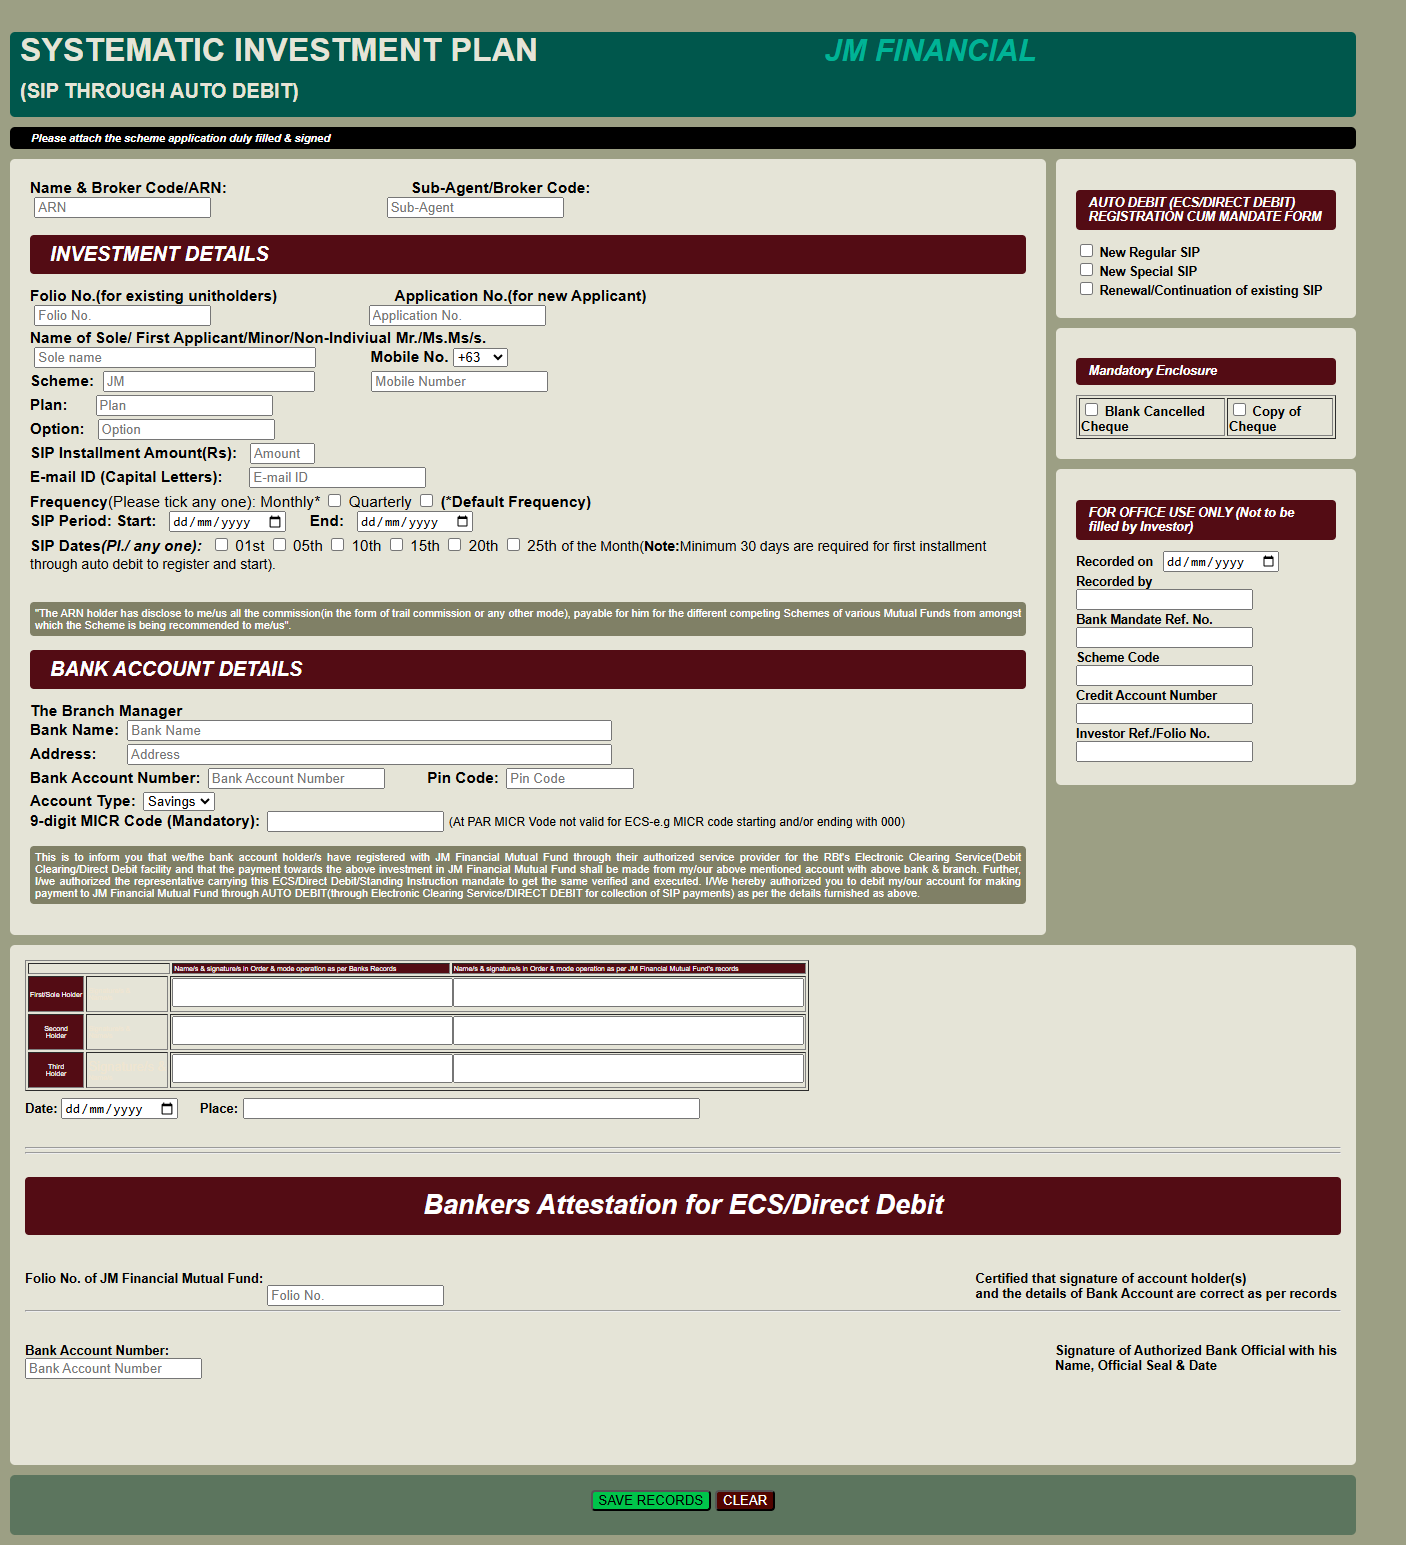 SYSTEMATIC INVESTMENT PLAN
JM FINANCIAL
(SIP THROUGH AUTO DEBIT)
Please attach the scheme application duly filled & signed
Name & Broker Code/ARN:
Sub-Agent/Broker Code:
ARN
Sub-Agent
INVESTMENT DETAILS
Folio No.(for existing unitholders)
Application No.(for new Applicant)
Folio No.
Application No.
Name of Sole/ First Applicant/Minor/Non-Indiviual Mr./Ms.Ms/s.
Sole name
Mobile No. +63
Scheme: JM
Mobile Number
Plan: Plan
Option: Option
SIP Installment Amount(Rs): Amount
E-mail ID (Capital Letters): E-mail ID
Frequency(Please tick any one): Monthly* Quarterly (*Default Frequency)
SIP Period: Start: dd/mm/yyyy End: dd/mm/yyyy
SIP Dates(Pl./ any one): 01st 05th 10th 15th 20th 25th of the Month(Note:Minimum 30 days are required for first installment
through auto debit to register and start).
"The ARN holder has disclose to me/us all the commission(in the form of trail commission or any other mode), payable for him for the different competing Schemes of various Mutual Funds from amongst
which the Scheme is being recommended to me/us".
BANK ACCOUNT DETAILS
The Branch Manager
Bank Name: Bank Name
Address: Address
Bank Account Number: Bank Account Number Pin Code: Pin Code
Account Type: Savings
9-digit MICR Code (Mandatory): (At PAR MICR Vode not valid for ECS-e.g MICR code starting and/or ending with 000)
This is to inform you that we/the bank account holder/s have registered with JM Financial Mutual Fund through their authorized service provider for the RBI's Electronic Clearing Service(Debit
Clearing/Direct Debit facility and that the payment towards the above investment in JM Financial Mutual Fund shall be made from my/our above mentioned account with above bank & branch. Further,
I/we authorized the representative carrying this ECS/Direct Debit/Standing Instruction mandate to get the same verified and executed. I/We hereby authorized you to debit my/our account for making
payment to JM Financial Mutual Fund through AUTO DEBIT(through Electronic Clearing Service/DIRECT DEBIT for collection of SIP payments) as per the details furnished as above.
AUTO DEBIT (ECS/DIRECT DEBIT)
REGISTRATION CUM MANDATE FORM
New Regular SIP
New Special SIP
Renewal/Continuation of existing SIP
Mandatory Enclosure
Blank Cancelled
Cheque
Copy of
Cheque
FOR OFFICE USE ONLY (Not to be
filled by Investor)
Recorded on dd/mm/yyyy
Recorded by
Bank Mandate Ref. No.
Scheme Code
Credit Account Number
Investor Ref./Folio No.
Name/s & signature/s in Order & mode operation as per Banks Records
Name/s & signature/s in Order & mode operation as per JM Financial Mutual Fund's records
First/Sole Holder
Second
Holder
Third
Holder
Date: dd/mm/yyyy Place:
Bankers Attestation for ECS/Direct Debit
Folio No. of JM Financial Mutual Fund:
Folio No.
Certified that signature of account holder(s)
and the details of Bank Account are correct as per records
Bank Account Number:
Bank Account Number
Signature of Authorized Bank Official with his
Name, Official Seal & Date
SAVE RECORDS
CLEAR